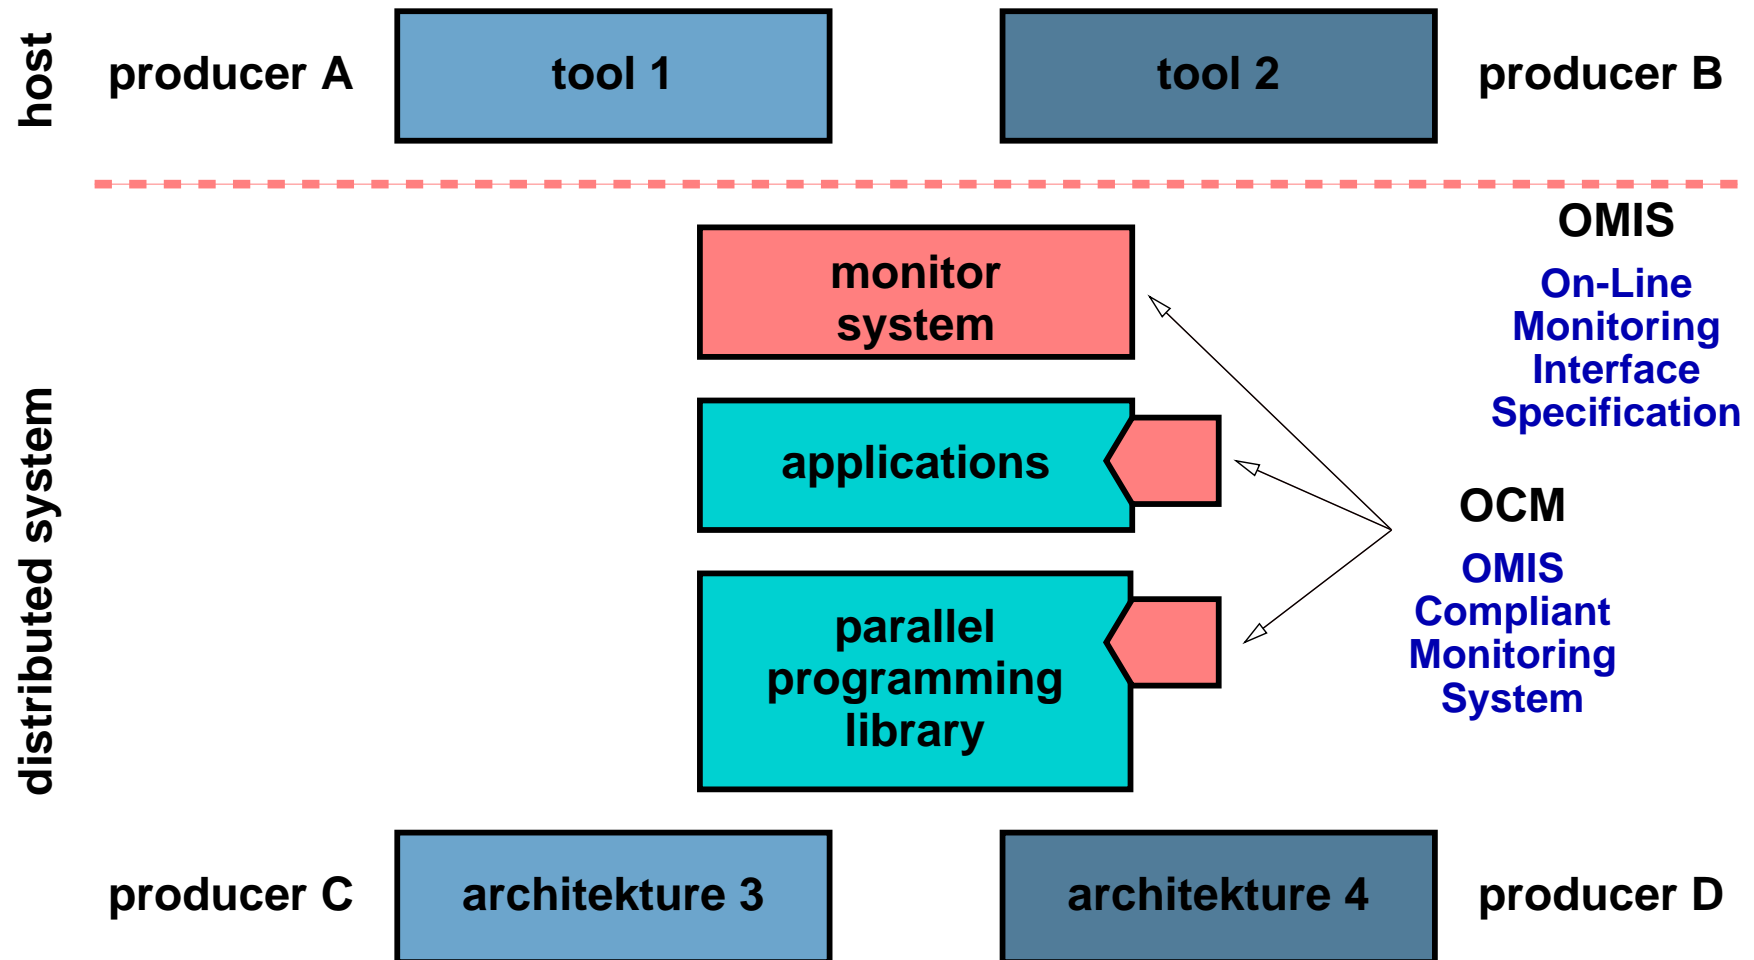 host
producer A
tool 1
tool 2
producer B
OMIS
On-Line
Monitoring
Interface
Specification
monitor
system
distributed system
applications
OCM
OMIS
Compliant
Monitoring
System
parallel
programming
library
producer C
architekture 3
architekture 4
producer D